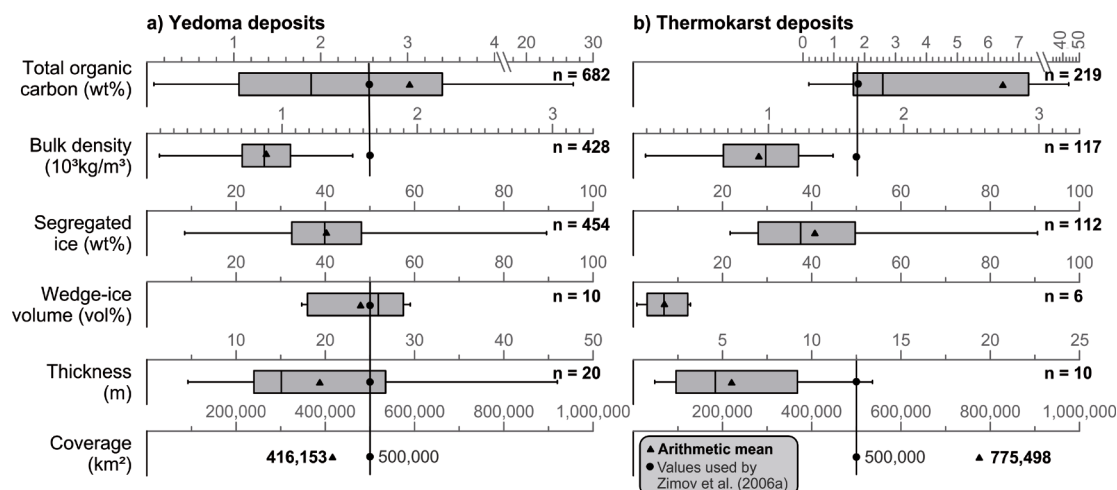 a) Yedoma deposits
b) Thermokarst deposits
1 2 3 4 20 30
0 1 2 3 4 5 6 7 40 50
Total organic
carbon (wt%)
n = 682
n = 219
1 2 3
1 2 3
Bulk density
(10³kg/m³)
n = 428
n = 117
20 40 60 80 100
20 40 60 80 100
Segregated
ice (wt%)
n = 454
n = 112
20 40 60 80 100
20 40 60 80 100
Wedge-ice
volume (vol%)
n = 10
n = 6
10 20 30 40 50
5 10 15 20 25
Thickness
(m)
n = 20
n = 10
200,000 400,000 600,000 800,000 1,000,000
200,000 400,000 600,000 800,000 1,000,000
Coverage
(km²)
416,153 500,000
500,000 775,498
Arithmetic mean
Values used by
Zimov et al. (2006a)